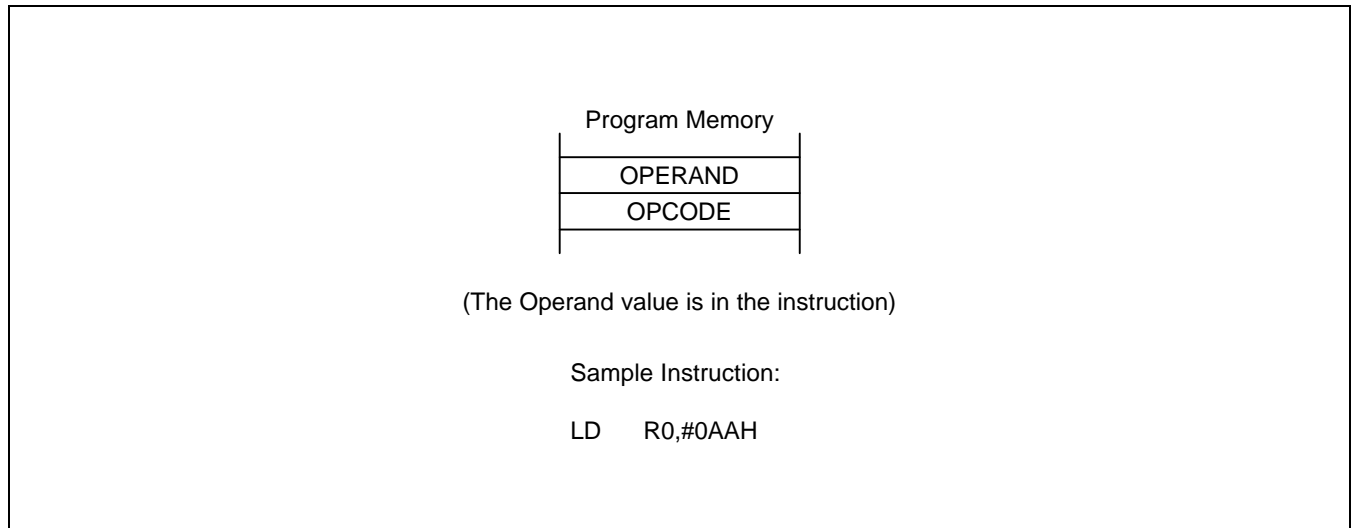 Program Memory
OPERAND
OPCODE
(The Operand value is in the instruction)
Sample Instruction:
LD R0,#0AAH